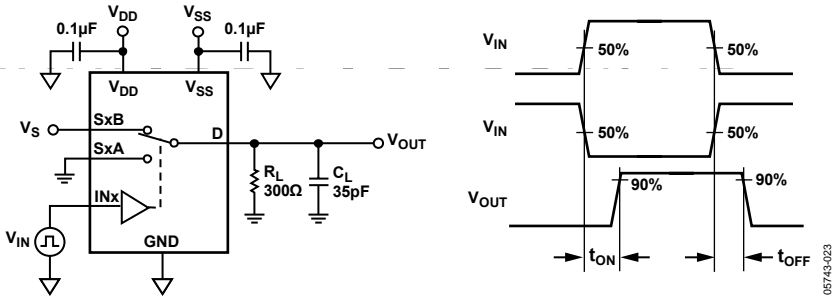 VDD
VSS
0.1µF
0.1µF
VDD
VSS
VS
SxB
D
VOUT
SxA
RL
300Ω
CL
35pF
INx
VIN
GND
VIN
50%
50%
VIN
50%
50%
VOUT
90%
90%
tON
tOFF
05743-023